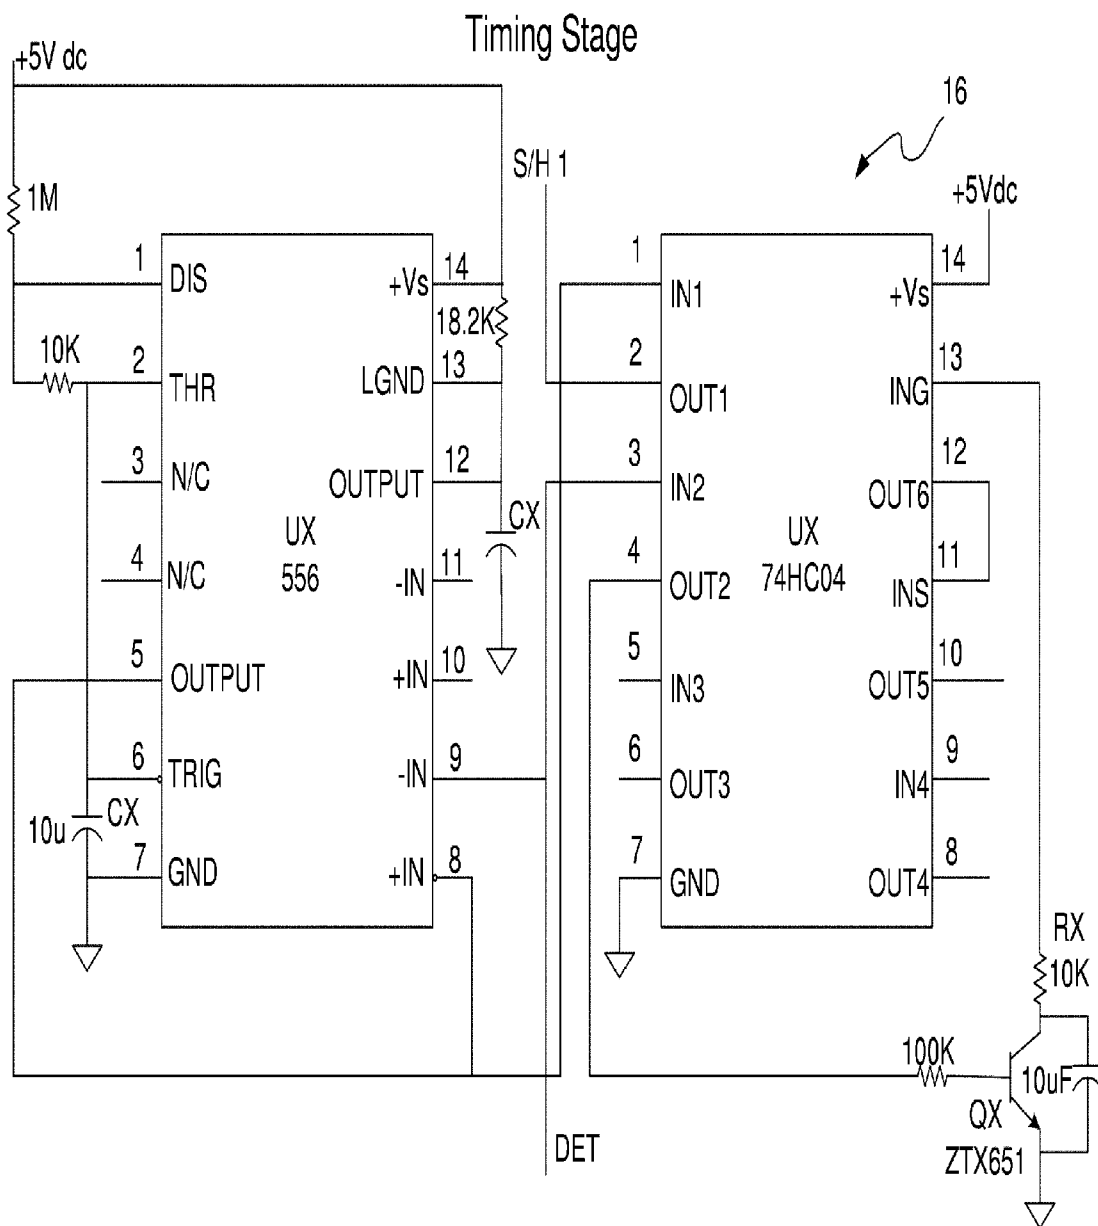 Timing Stage
+5V dc
16
S/H 1
+5Vdc
1M
1
DIS
+Vs
14
18.2K
10K
2
THR
LGND
13
3
N/C
OUTPUT
12
CX
4
N/C
UX
556
-IN
11
5
OUTPUT
+IN
10
6
TRIG
-IN
9
10u
CX
7
GND
+IN
8
1
IN1
+Vs
14
2
OUT1
ING
13
3
IN2
OUT6
12
4
OUT2
UX
74HC04
INS
11
5
IN3
OUT5
10
6
OUT3
IN4
9
7
GND
OUT4
8
RX
10K
100K
10uF
QX
ZTX651
DET